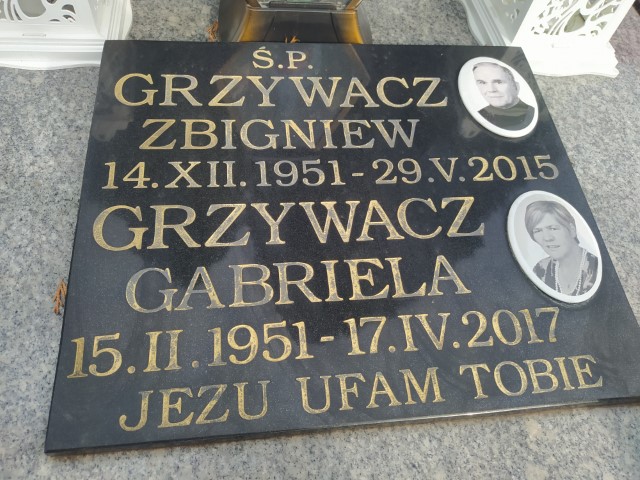 Ś.P.
GRZYWACZ
ZBIGNIEW
14.XII.1951-29.V.2015
GRZYWACZ
GABRIELA
15.II.1951-17.IV.2017
JEZU UFAM TOBIE